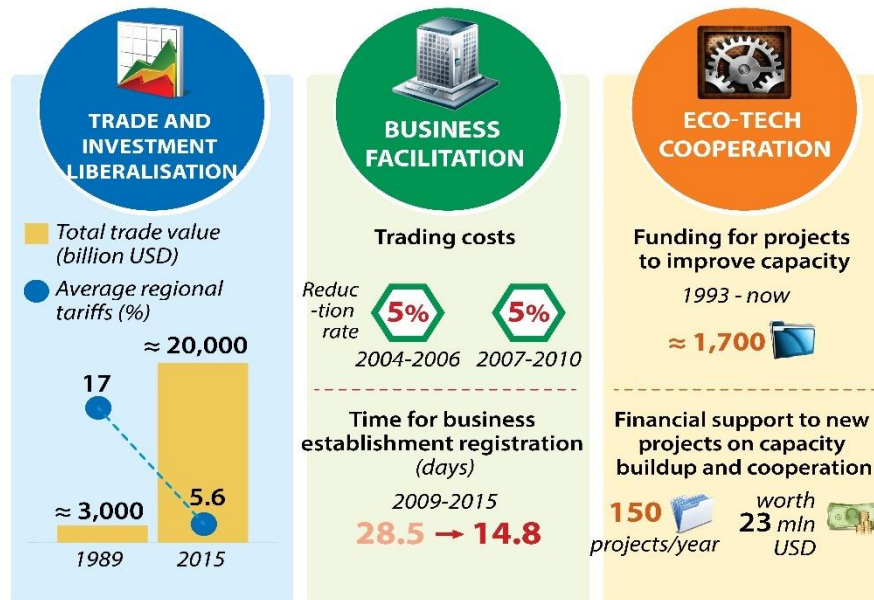 TRADE AND
INVESTMENT
LIBERALISATION
Total trade value
(billion USD)
Average regional
tariffs (%)
≈ 20,000
17
5.6
≈ 3,000
1989
2015
BUSINESS
FACILITATION
Trading costs
Reduc
-tion
rate
5%
5%
2004-2006
2007-2010
Time for business
establishment registration
(days)
2009-2015
28.5 → 14.8
ECO-TECH
COOPERATION
Funding for projects
to improve capacity
1993 - now
≈ 1,700
Financial support to new
projects on capacity
buildup and cooperation
150
projects/year
worth
23 mln
USD